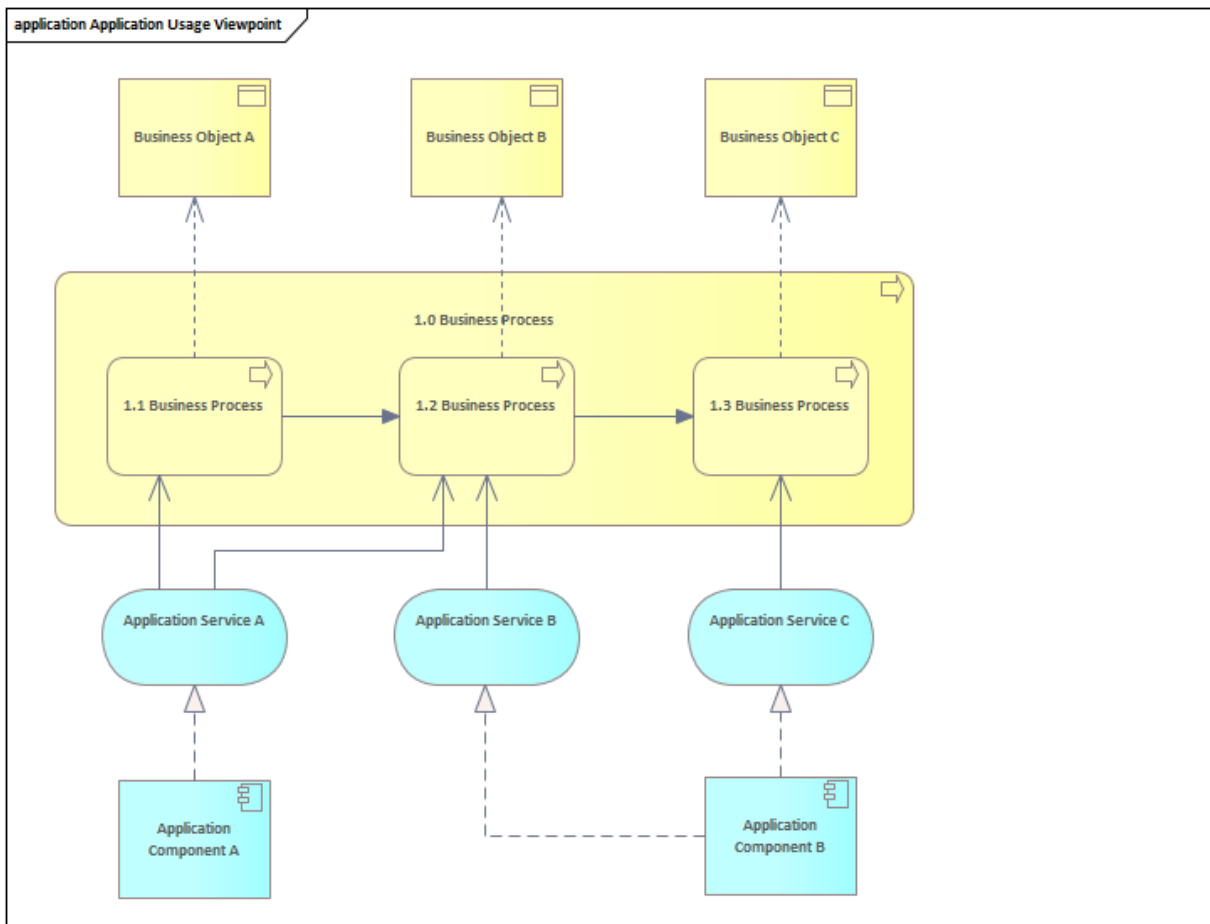 application Application Usage Viewpoint
Business Object A
Business Object B
Business Object C
1.0 Business Process
1.1 Business Process
1.2 Business Process
1.3 Business Process
Application Service A
Application Service B
Application Service C
Application
Component A
Application
Component B